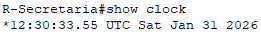 R-Secretaria#show clock
*12:30:33.55 UTC Sat Jan 31 2026